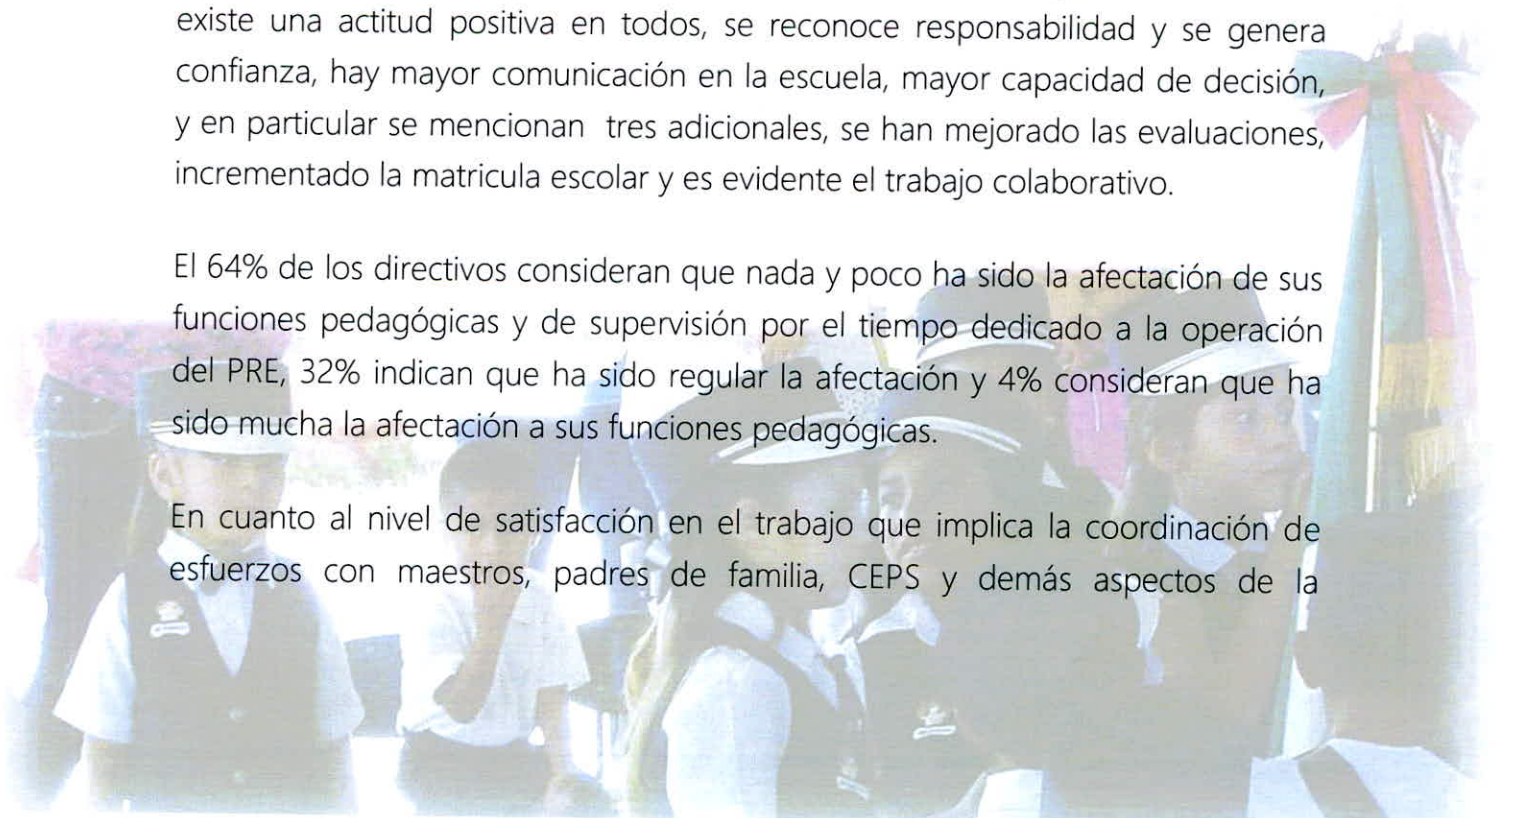 existe una actitud positiva en todos, se reconoce responsabilidad y se genera
confianza, hay mayor comunicación en la escuela, mayor capacidad de decisión,
y en particular se mencionan tres adicionales, se han mejorado las evaluaciones,
incrementado la matricula escolar y es evidente el trabajo colaborativo.
El 64% de los directivos consideran que nada y poco ha sido la afectación de sus
funciones pedagógicas y de supervisión por el tiempo dedicado a la operación
del PRE, 32% indican que ha sido regular la afectación y 4% consideran que ha
sido mucha la afectación a sus funciones pedagógicas.
En cuanto al nivel de satisfacción en el trabajo que implica la coordinación de
esfuerzos con maestros, padres de familia, CEPS y demás aspectos de la